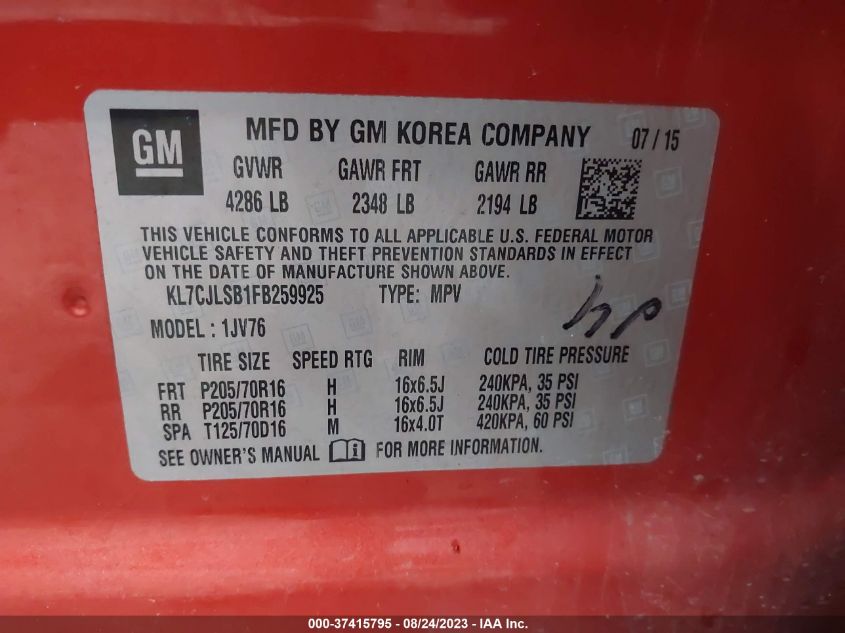 GM
MFD BY GM KOREA COMPANY 07 / 15
GVWR GAWR FRT GAWR RR
4286 LB 2348 LB 2194 LB
THIS VEHICLE CONFORMS TO ALL APPLICABLE U.S. FEDERAL MOTOR
VEHICLE SAFETY AND THEFT PREVENTION STANDARDS IN EFFECT
ON THE DATE OF MANUFACTURE SHOWN ABOVE.
KL7CJLSB1FB259925 TYPE: MPV
MODEL : 1JV76
TIRE SIZE SPEED RTG RIM COLD TIRE PRESSURE
FRT P205/70R16 H 16x6.5J 240KPA, 35 PSI
RR P205/70R16 H 16x6.5J 240KPA, 35 PSI
SPA T125/70D16 M 16x4.0T 420KPA, 60 PSI
SEE OWNER'S MANUAL FOR MORE INFORMATION.
000-37415795 - 08/24/2023 - IAA Inc.